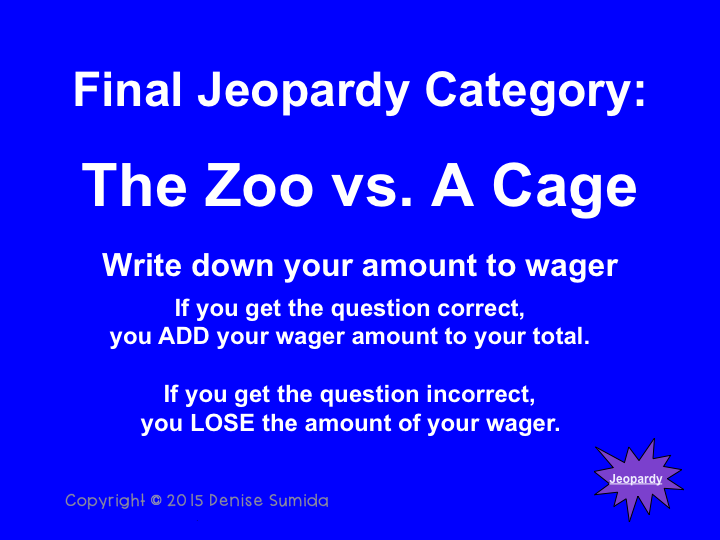 Final Jeopardy Category:
The Zoo vs. A Cage
Write down your amount to wager
If you get the question correct,
you ADD your wager amount to your total.
If you get the question incorrect,
you LOSE the amount of your wager.
Jeopardy
Copyright © 2015 Denise Sumida